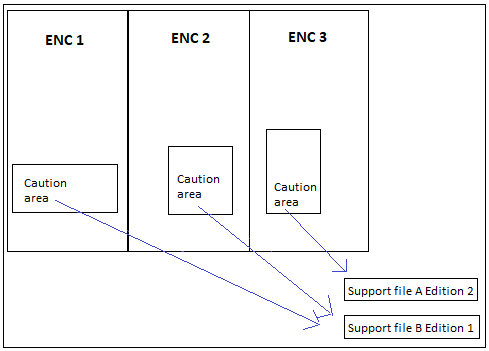 ENC 1
ENC 2
ENC 3
Caution
area
Caution
area
Caution
area
Support file A Edition 2
Support file B Edition 1